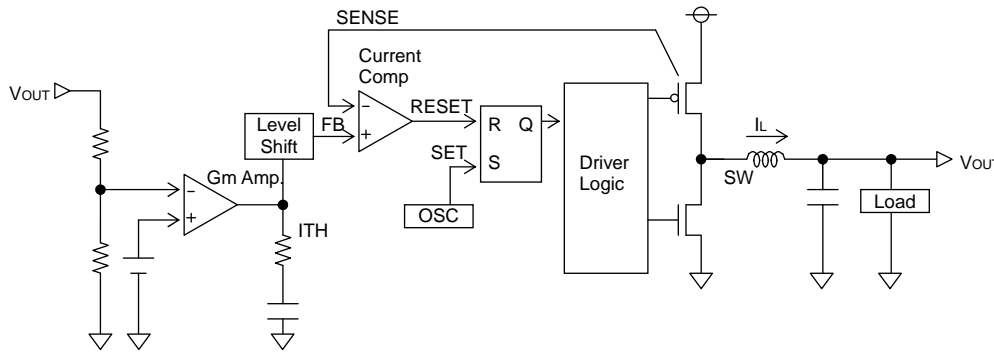 SENSE
Current
Comp
VOUT
RESET
R Q
Level
Shift
FB
IL
SET
S
Driver
Logic
VOUT
Gm Amp.
SW
OSC
Load
ITH